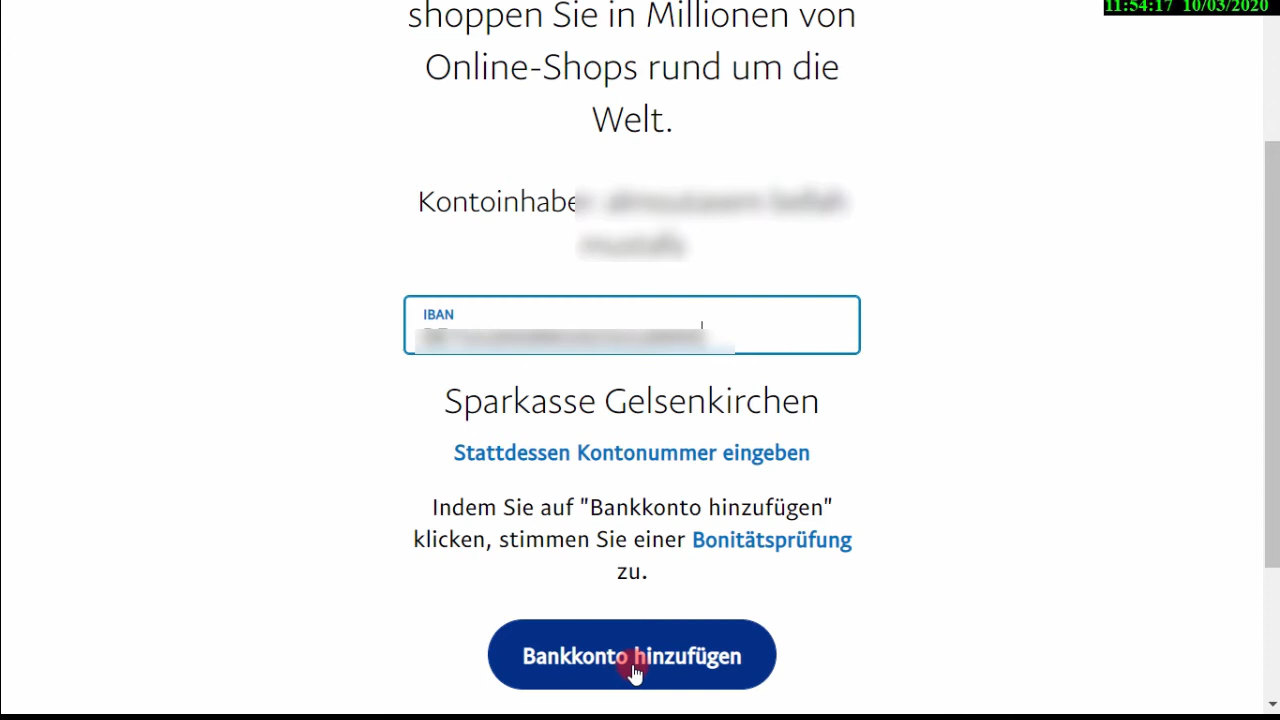 11:54:17 10/03/2020
shoppen Sie in Millionen von
Online-Shops rund um die
Welt.
Kontoinhaber
IBAN
Sparkasse Gelsenkirchen
Stattdessen Kontonummer eingeben
Indem Sie auf "Bankkonto hinzufügen"
klicken, stimmen Sie einer Bonitätsprüfung
zu.
Bankkonto hinzufügen